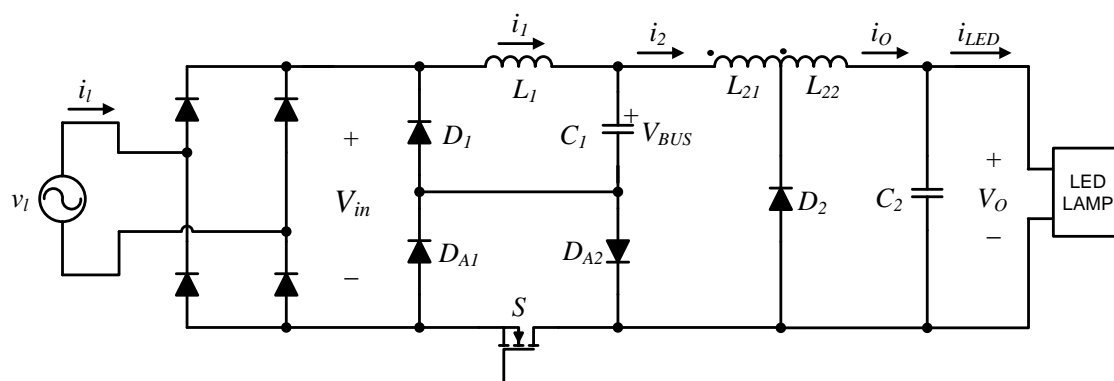 i1
i2
iO
iLED
il
L1
L21
L22
+
D1
C1
+
VBUS
+
vl
Vin
D2
C2
VO
LED
LAMP
DA1
DA2
−
−
S